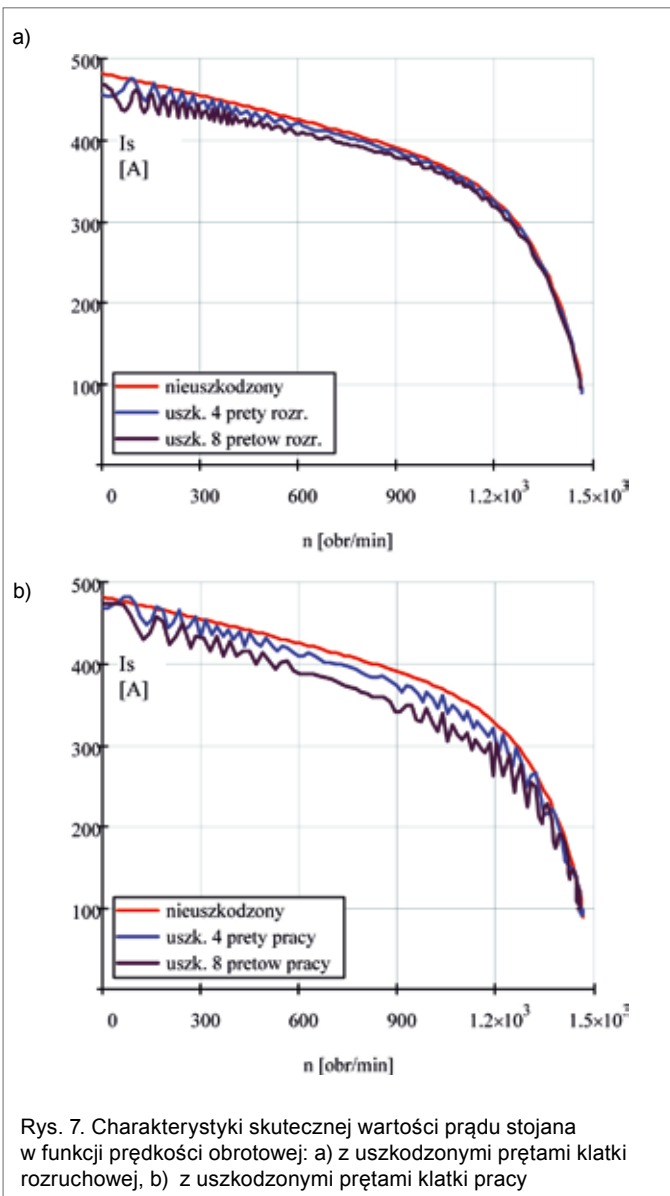 a)
500
400
300
200
100
Is
[A]
nieuszkodzony
uszk. 4 prety rozr.
uszk. 8 pretow rozr.
0 300 600 900 1.2×10³ 1.5×10³
n [obr/min]
b)
500
400
300
200
100
Is
[A]
nieuszkodzony
uszk. 4 prety pracy
uszk. 8 pretow pracy
0 300 600 900 1.2×10³ 1.5×10³
n [obr/min]
Rys. 7. Charakterystyki skutecznej wartości prądu stojana
w funkcji prędkości obrotowej: a) z uszkodzonymi prętami klatki
rozruchowej, b) z uszkodzonymi prętami klatki pracy